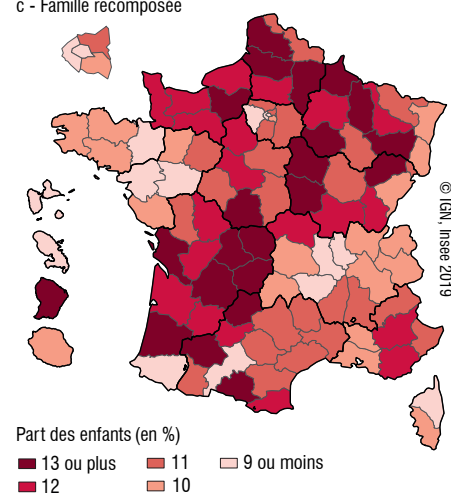 c - Famille recomposée
© IGN, Insee 2019
Part des enfants (en %)
13 ou plus
11
9 ou moins
12
10